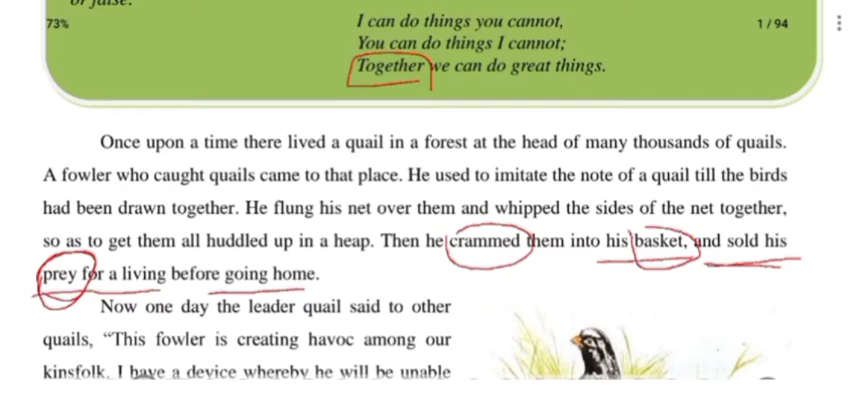 or false.
73%
I can do things you cannot,
1 / 94
You can do things I cannot;
Together we can do great things.
Once upon a time there lived a quail in a forest at the head of many thousands of quails.
A fowler who caught quails came to that place. He used to imitate the note of a quail till the birds
had been drawn together. He flung his net over them and whipped the sides of the net together,
so as to get them all huddled up in a heap. Then he crammed them into his basket, and sold his
prey for a living before going home.
Now one day the leader quail said to other
quails, “This fowler is creating havoc among our
kinsfolk. I have a device whereby he will be unable